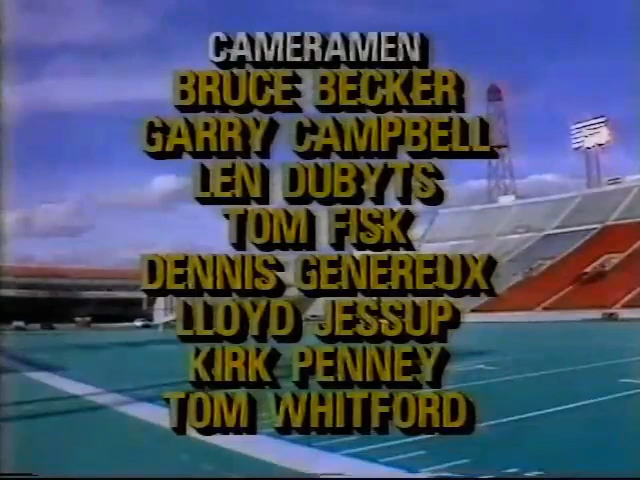 CAMERAMEN
BRUCE BECKER
GARRY CAMPBELL
LEN DUBYTS
TOM FISK
DENNIS GENEREUX
LLOYD JESSUP
KIRK PENNEY
TOM WHITFORD